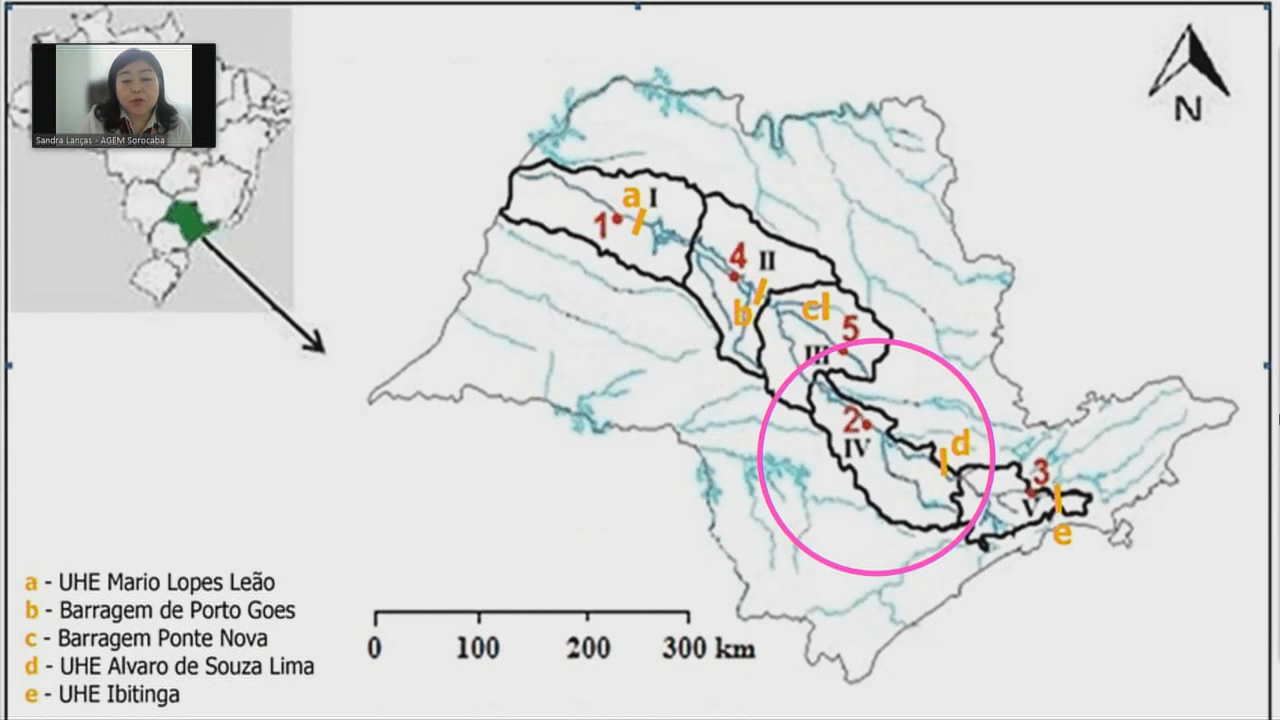 Sandra Lanças - AGEM Sorocaba
N
a I
1
4 II
b
c
5
III
2
IV
d
3
V
e
a - UHE Mario Lopes Leão
b - Barragem de Porto Goes
c - Barragem Ponte Nova
d - UHE Alvaro de Souza Lima
e - UHE Ibitinga
0 100 200 300 km